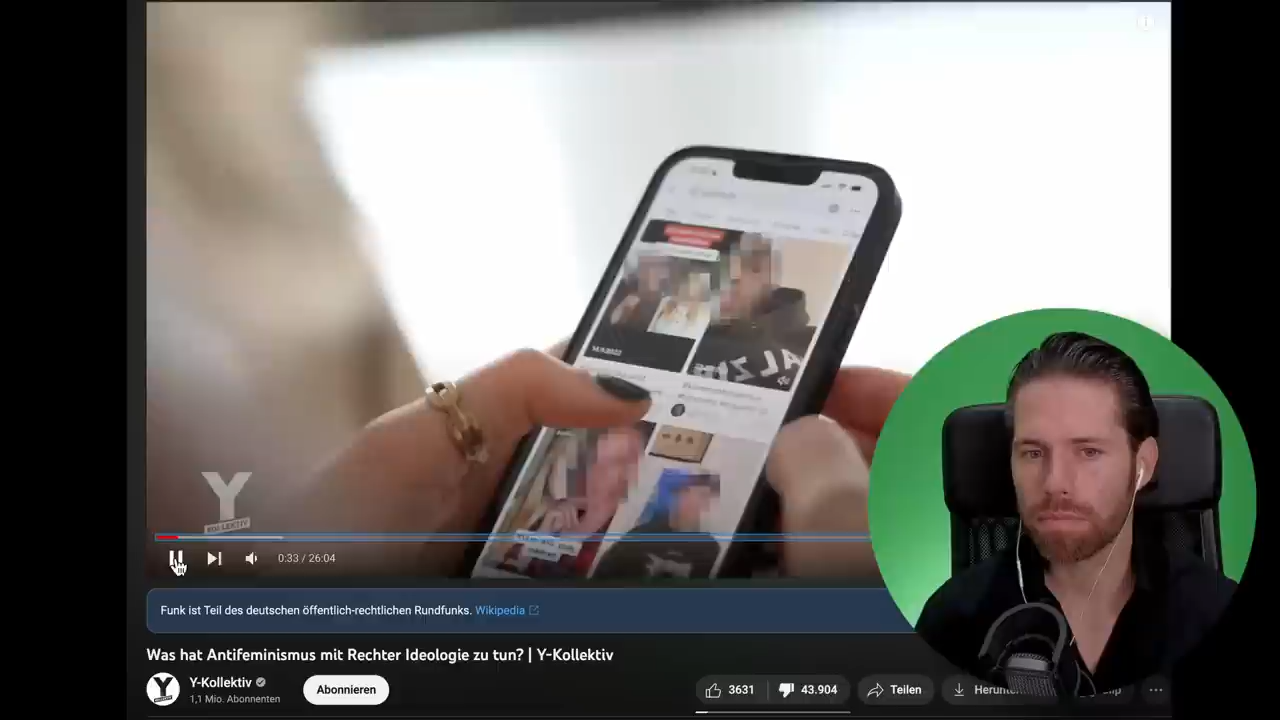 Y
KOLLEKTIV
0:33 / 26:04
Funk ist Teil des deutschen öffentlich-rechtlichen Rundfunks. Wikipedia
Was hat Antifeminismus mit Rechter Ideologie zu tun? | Y-Kollektiv
Y-Kollektiv
1,1 Mio. Abonnenten
Abonnieren
3631
43.904
Teilen